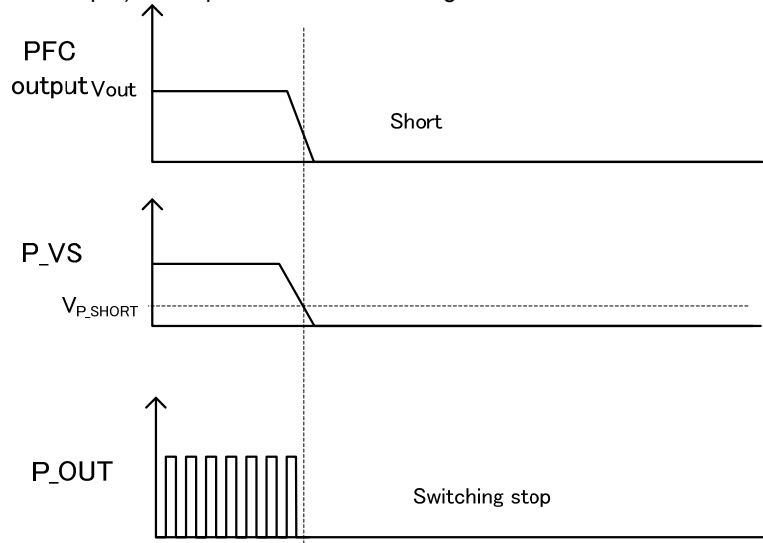 PFC
output Vout
Short
P_VS
VP_SHORT
P_OUT
Switching stop